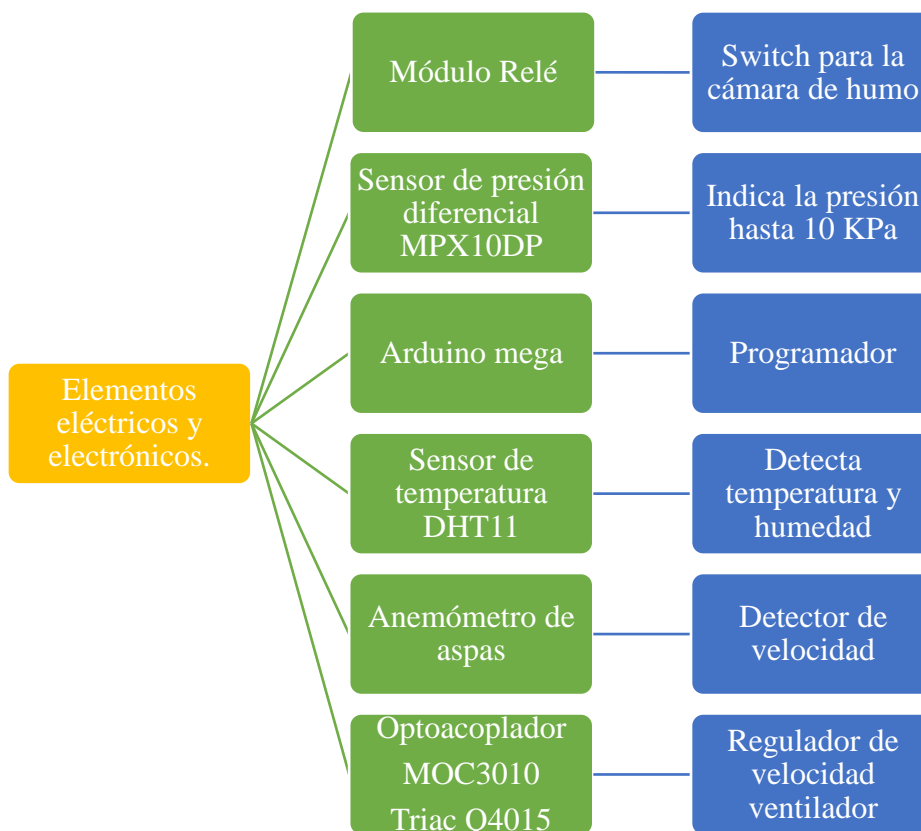 Elementos
eléctricos y
electrónicos.
Módulo Relé
Switch para la
cámara de humo
Sensor de presión
diferencial
MPX10DP
Indica la presión
hasta 10 KPa
Arduino mega
Programador
Sensor de
temperatura
DHT11
Detecta
temperatura y
humedad
Anemómetro de
aspas
Detector de
velocidad
Optoacoplador
MOC3010
Triac Q4015
Regulador de
velocidad
ventilador